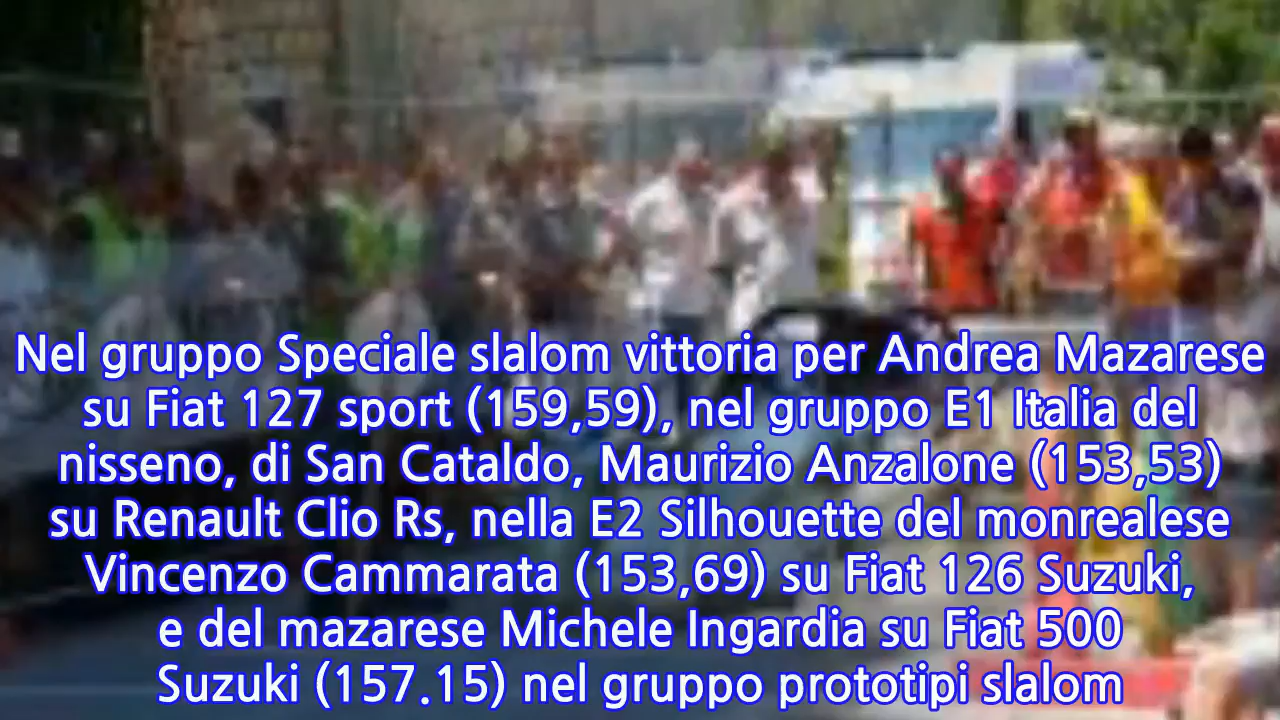 Nel gruppo Speciale slalom vittoria per Andrea Mazarese
su Fiat 127 sport (159,59), nel gruppo E1 Italia del
nisseno, di San Cataldo, Maurizio Anzalone (153,53)
su Renault Clio Rs, nella E2 Silhouette del monrealese
Vincenzo Cammarata (153,69) su Fiat 126 Suzuki,
e del mazarese Michele Ingardia su Fiat 500
Suzuki (157.15) nel gruppo prototipi slalom